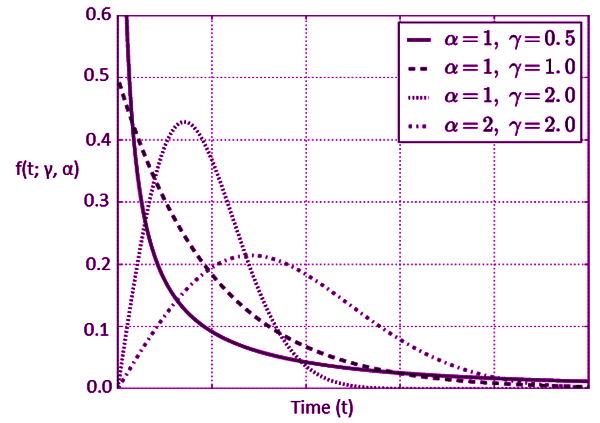 0.6
0.5
0.4
0.3
0.2
0.1
0.0
f(t; γ, α)
α=1, γ=0.5
α=1, γ=1.0
α=1, γ=2.0
α=2, γ=2.0
Time (t)